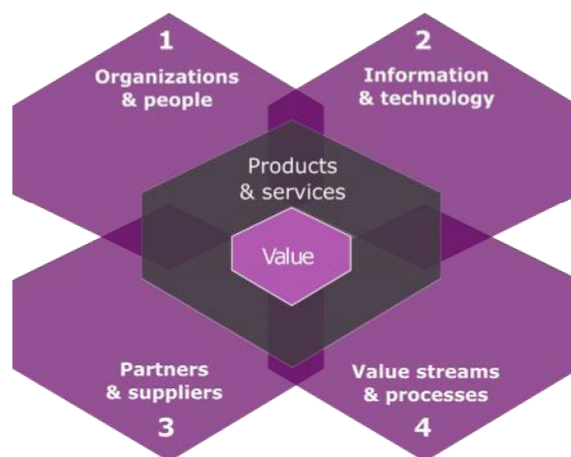 1
Organizations
& people
2
Information
& technology
Products
& services
Value
Partners
& suppliers
3
Value streams
& processes
4